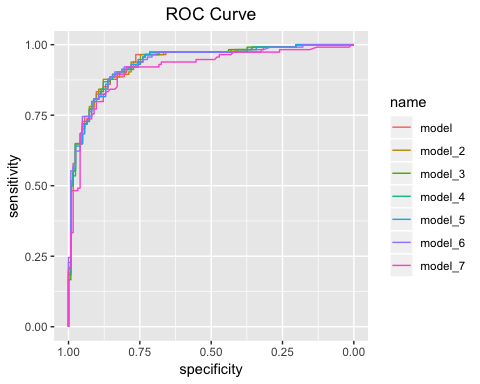 ROC Curve
1.00
0.75
0.50
0.25
0.00
sensitivity
1.00
0.75
0.50
0.25
0.00
specificity
name
model
model_2
model_3
model_4
model_5
model_6
model_7